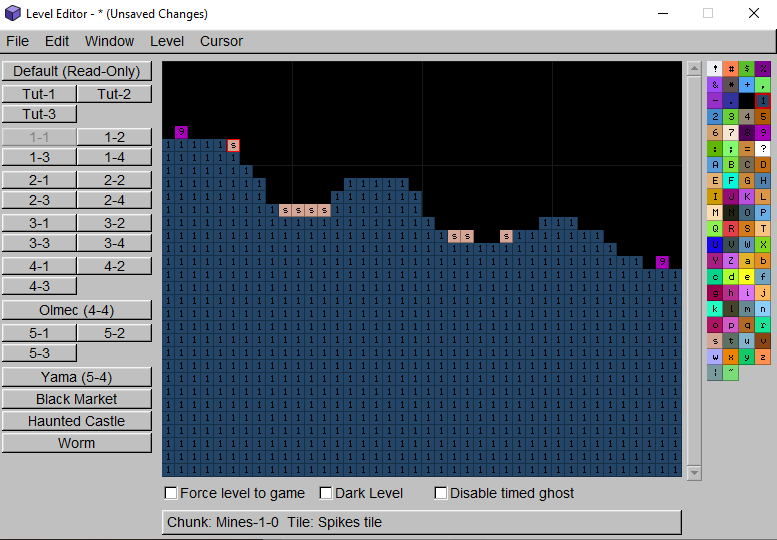 Level Editor - * (Unsaved Changes)
File Edit Window Level Cursor
Default (Read-Only)
Tut-1 Tut-2
Tut-3
1-1 1-2
1-3 1-4
2-1 2-2
2-3 2-4
3-1 3-2
3-3 3-4
4-1 4-2
4-3
Olmec (4-4)
5-1 5-2
5-3
Yama (5-4)
Black Market
Haunted Castle
Worm
! # $ %
& * + ,
- . 1
2 3 4 5
6 7 8 9
: ; = ?
A B C D
E F G H
I J K L
M N O P
Q R S T
U V W X
Y Z a b
c d e f
g h i j
k l m n
o p q r
s t u v
w x y z
| ~
Force level to game Dark Level Disable timed ghost
Chunk: Mines-1-0 Tile: Spikes tile